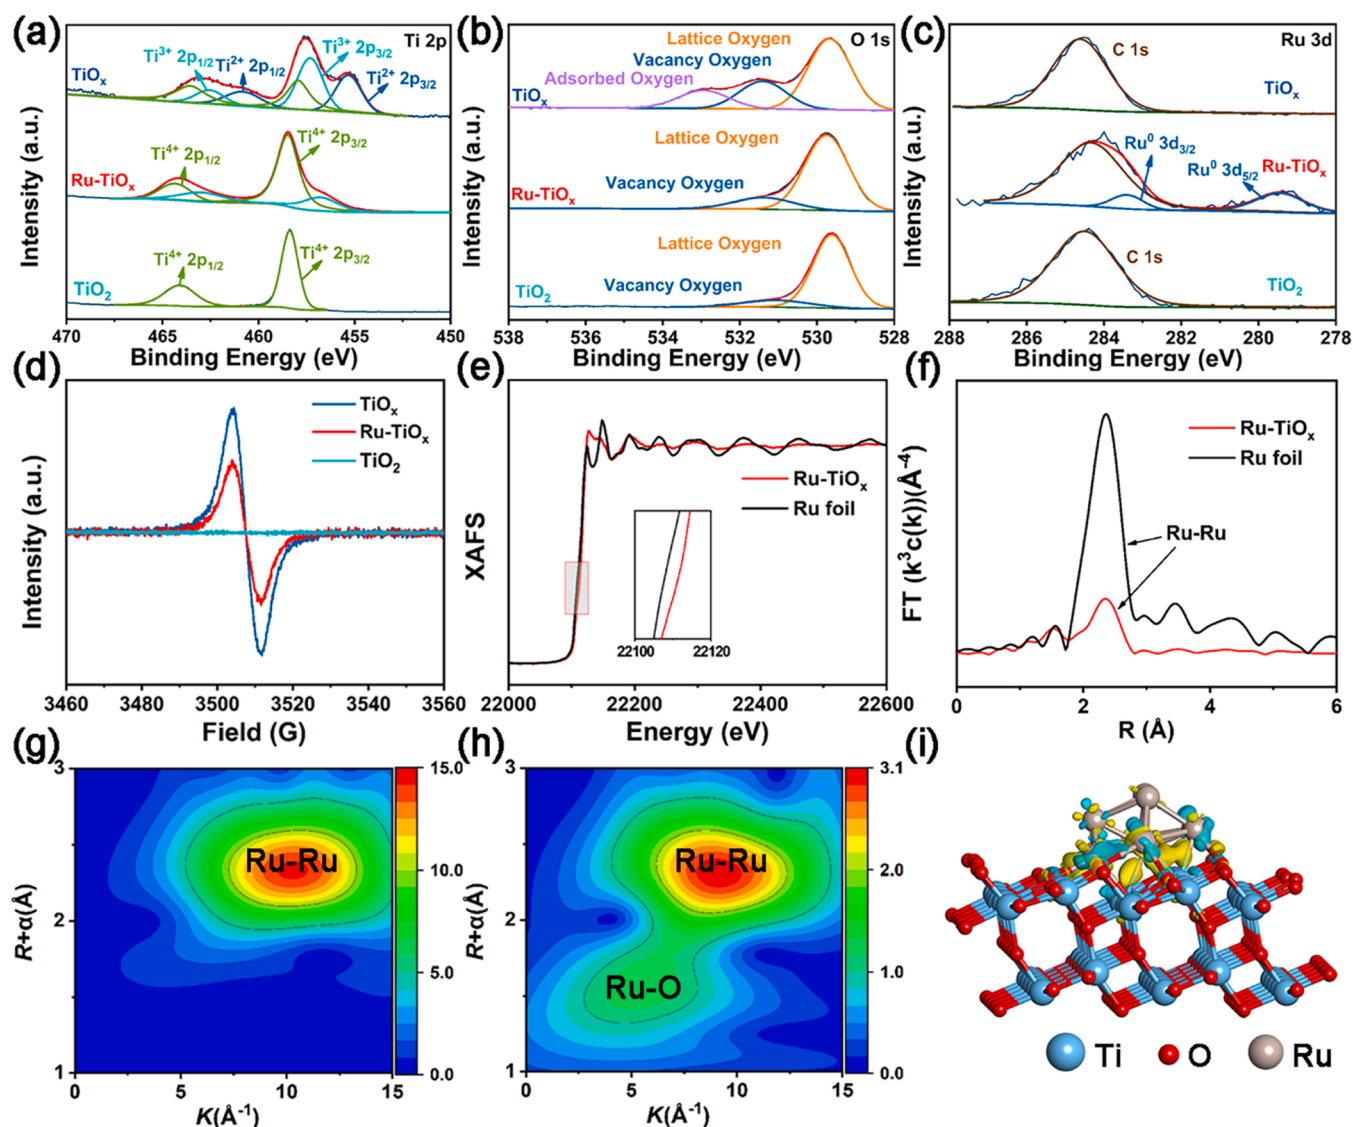 (a)
Ti 2p
Ti³⁺ 2p₁/₂
Ti²⁺ 2p₁/₂
Ti³⁺ 2p₃/₂
Ti²⁺ 2p₃/₂
TiOₓ
Ti⁴⁺ 2p₁/₂
Ti⁴⁺ 2p₃/₂
Ru-TiOₓ
Ti⁴⁺ 2p₁/₂
Ti⁴⁺ 2p₃/₂
TiO₂
Intensity (a.u.)
470 465 460 455 450
Binding Energy (eV)
(b)
O 1s
Lattice Oxygen
Vacancy Oxygen
Adsorbed Oxygen
TiOₓ
Lattice Oxygen
Vacancy Oxygen
Ru-TiOₓ
Lattice Oxygen
Vacancy Oxygen
TiO₂
Intensity (a.u.)
538 536 534 532 530 528
Binding Energy (eV)
(c)
Ru 3d
C 1s
TiOₓ
Ru⁰ 3d₃/₂
Ru⁰ 3d₅/₂
Ru-TiOₓ
C 1s
TiO₂
Intensity (a.u.)
288 286 284 282 280 278
Binding Energy (eV)
(d)
TiOₓ
Ru-TiOₓ
TiO₂
Intensity (a.u.)
3460 3480 3500 3520 3540 3560
Field (G)
(e)
Ru-TiOₓ
Ru foil
22100 22120
XAFS
22000 22200 22400 22600
Energy (eV)
(f)
Ru-TiOₓ
Ru foil
Ru-Ru
FT (k³c(k))(Å-4)
0 2 4 6
R (Å)
(g)
Ru-Ru
R+α(Å)
3
2
1
0 5 10 15
K(Å⁻¹)
15.0
10.0
5.0
0.0
(h)
Ru-Ru
Ru-O
R+α(Å)
3
2
1
0 5 10 15
K(Å⁻¹)
3.1
2.0
1.0
0.0
(i)
Ti O Ru